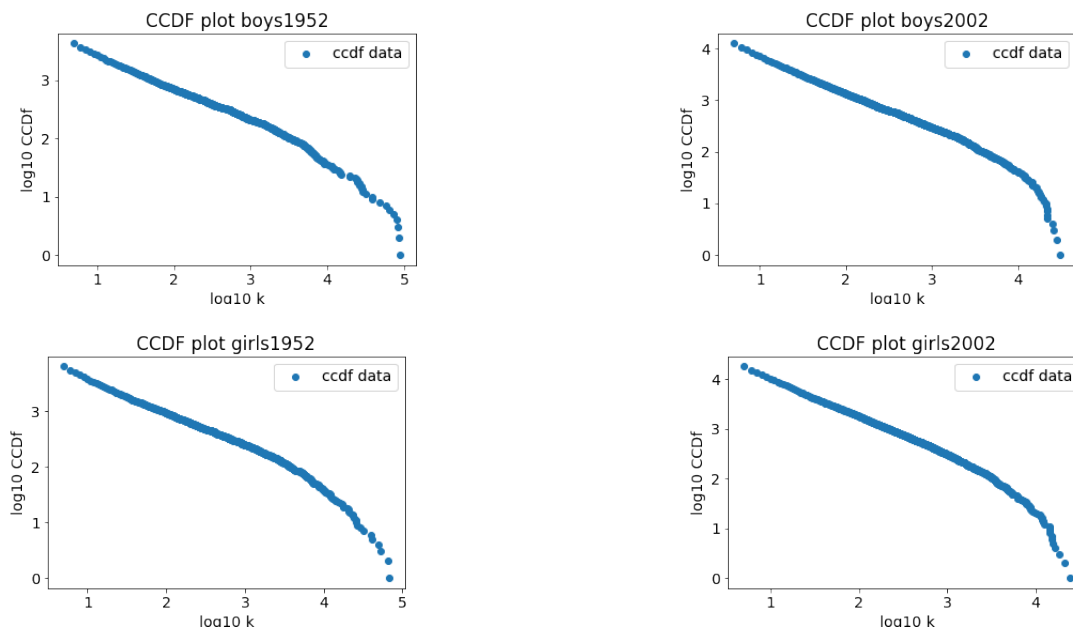 CCDF plot boys1952
ccdf data
log10 CCDf
3
2
1
0
1
2
3
4
5
log10 k
CCDF plot boys2002
ccdf data
log10 CCDf
4
3
2
1
0
1
2
3
4
log10 k
CCDF plot girls1952
ccdf data
log10 CCDf
3
2
1
0
1
2
3
4
5
log10 k
CCDF plot girls2002
ccdf data
log10 CCDf
4
3
2
1
0
1
2
3
4
log10 k